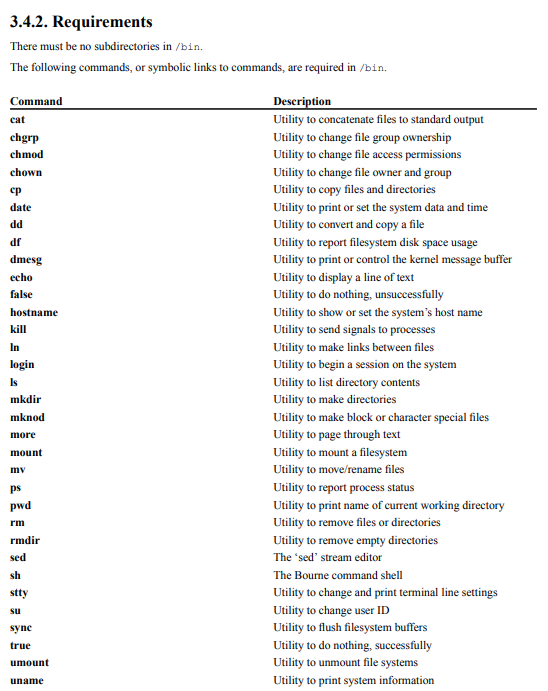 3.4.2. Requirements
There must be no subdirectories in /bin.
The following commands, or symbolic links to commands, are required in /bin.
Command Description
cat Utility to concatenate files to standard output
chgrp Utility to change file group ownership
chmod Utility to change file access permissions
chown Utility to change file owner and group
cp Utility to copy files and directories
date Utility to print or set the system data and time
dd Utility to convert and copy a file
df Utility to report filesystem disk space usage
dmesg Utility to print or control the kernel message buffer
echo Utility to display a line of text
false Utility to do nothing, unsuccessfully
hostname Utility to show or set the system's host name
kill Utility to send signals to processes
ln Utility to make links between files
login Utility to begin a session on the system
ls Utility to list directory contents
mkdir Utility to make directories
mknod Utility to make block or character special files
more Utility to page through text
mount Utility to mount a filesystem
mv Utility to move/rename files
ps Utility to report process status
pwd Utility to print name of current working directory
rm Utility to remove files or directories
rmdir Utility to remove empty directories
sed The ‘sed’ stream editor
sh The Bourne command shell
stty Utility to change and print terminal line settings
su Utility to change user ID
sync Utility to flush filesystem buffers
true Utility to do nothing, successfully
umount Utility to unmount file systems
uname Utility to print system information